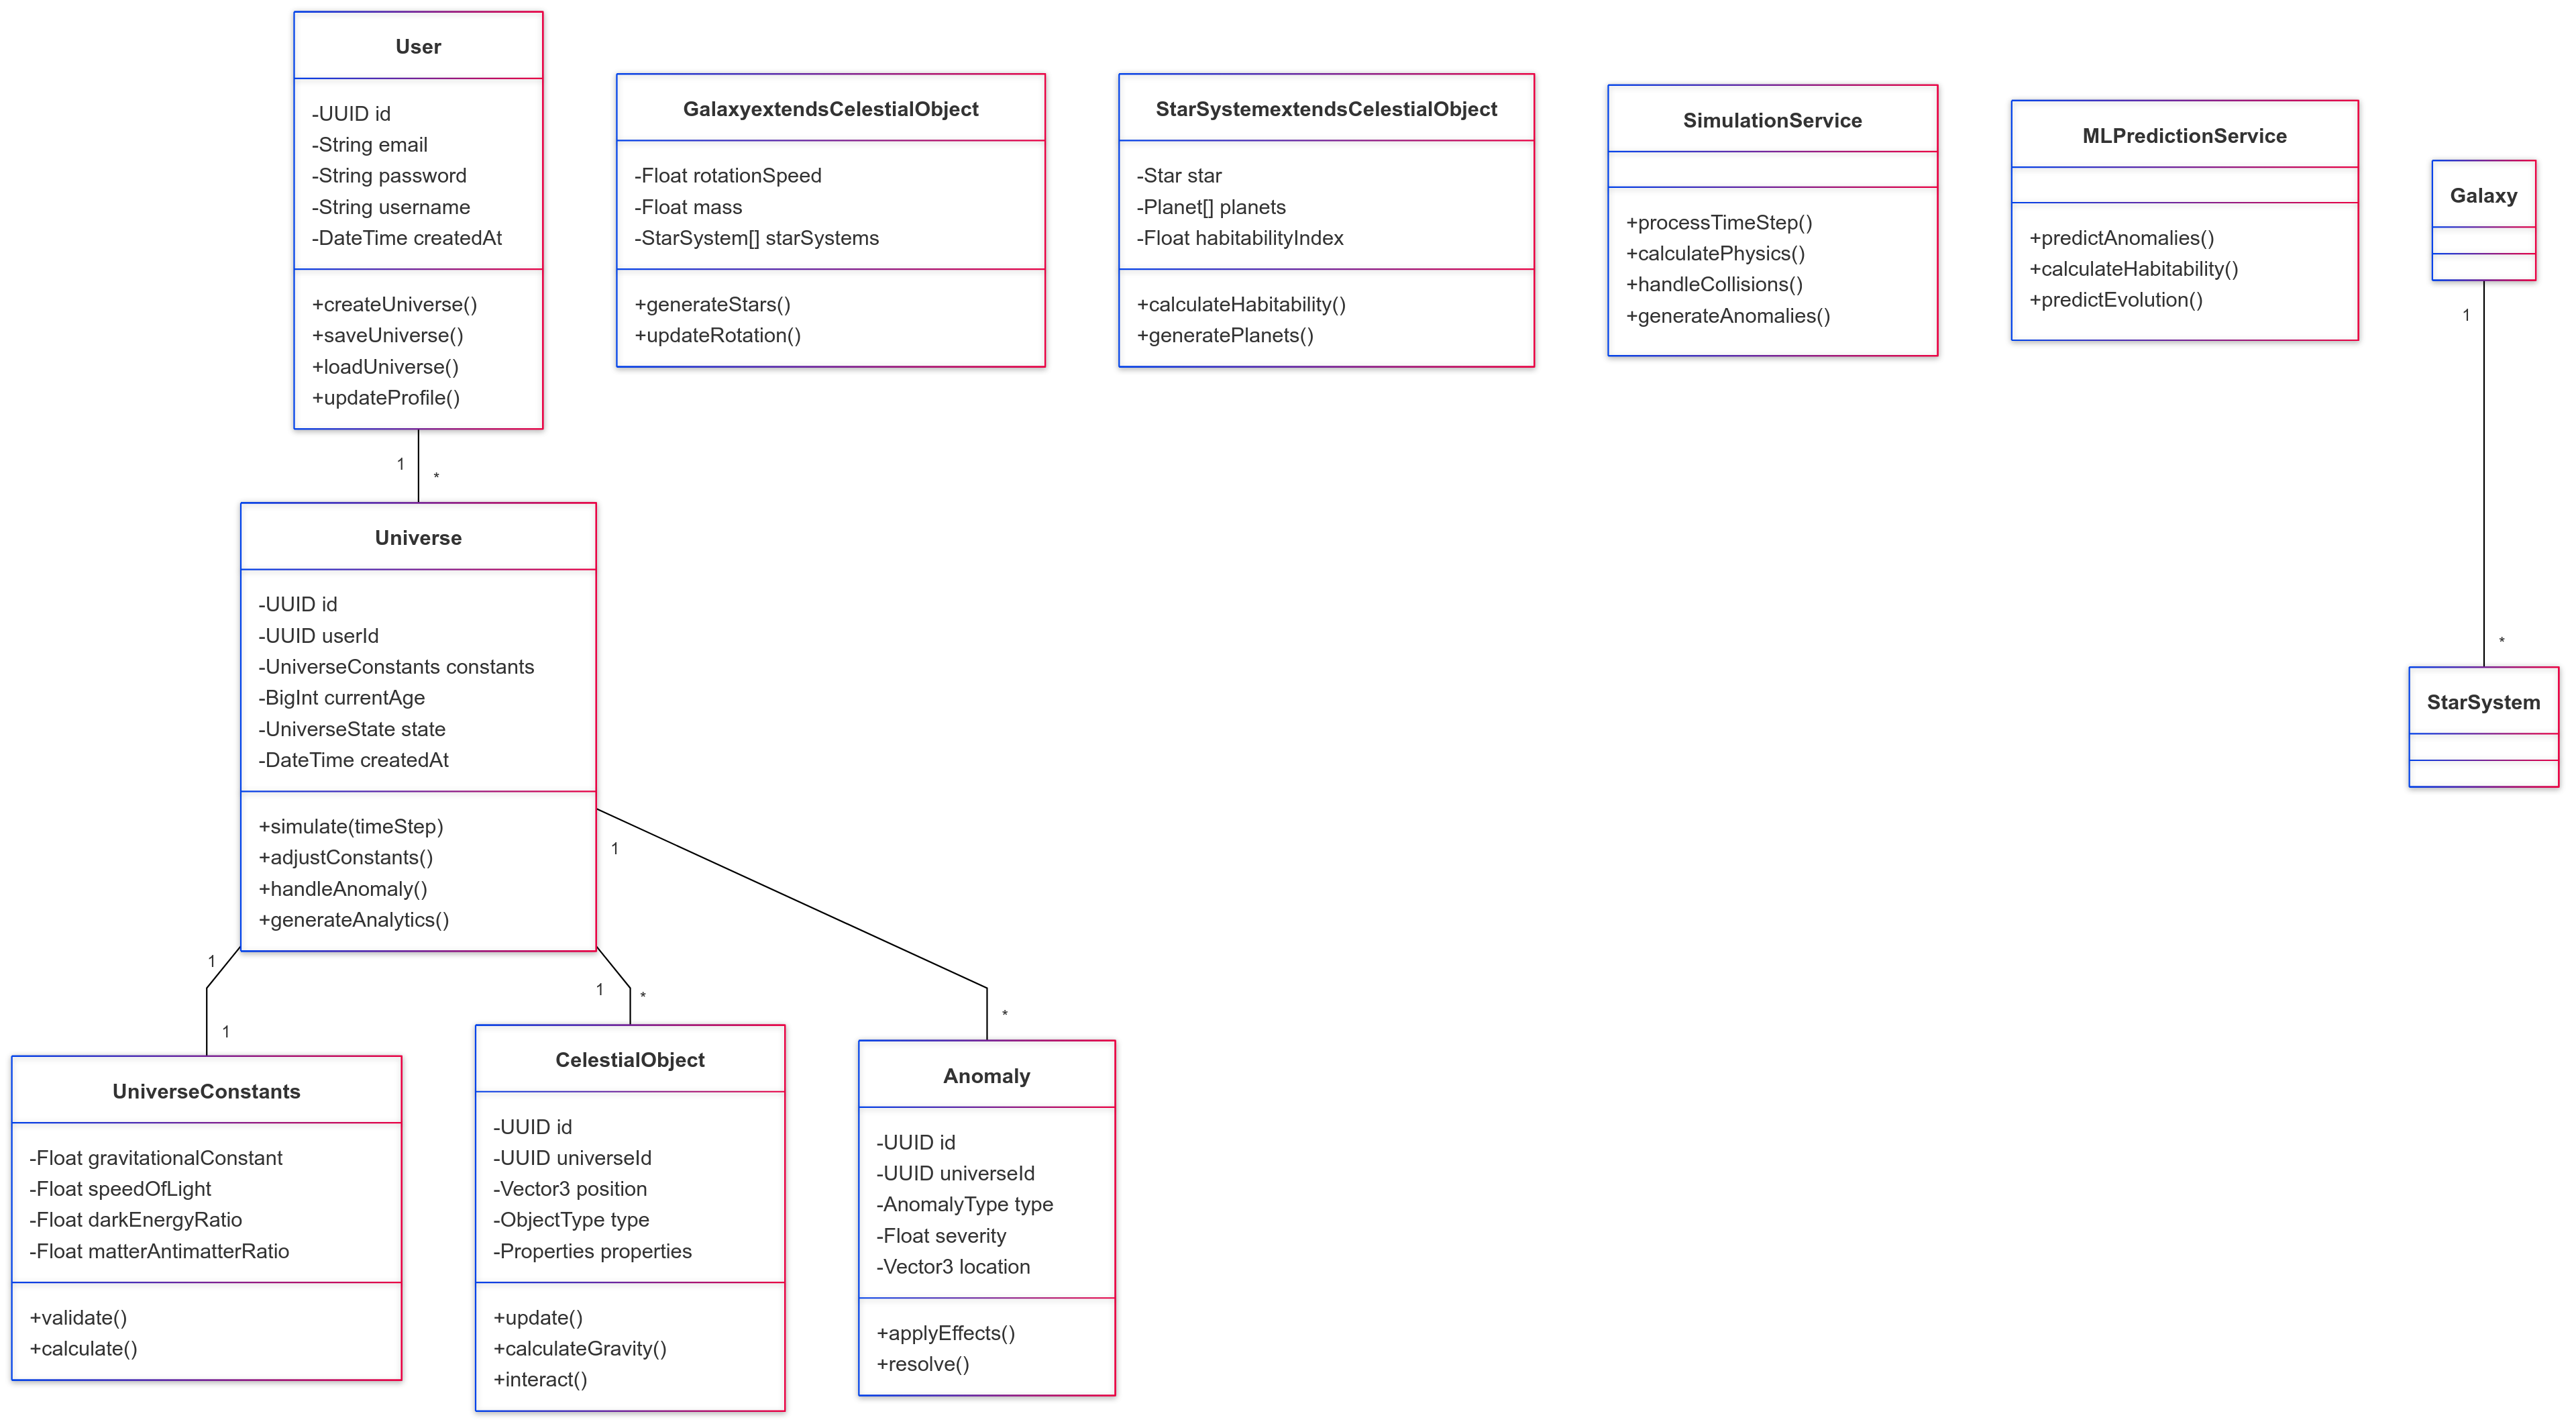 User
-UUID id
-String email
-String password
-String username
-DateTime createdAt
+createUniverse()
+saveUniverse()
+loadUniverse()
+updateProfile()
GalaxyextendsCelestialObject
-Float rotationSpeed
-Float mass
-StarSystem[] starSystems
+generateStars()
+updateRotation()
StarSystemextendsCelestialObject
-Star star
-Planet[] planets
-Float habitabilityIndex
+calculateHabitability()
+generatePlanets()
SimulationService
+processTimeStep()
+calculatePhysics()
+handleCollisions()
+generateAnomalies()
MLPredictionService
+predictAnomalies()
+calculateHabitability()
+predictEvolution()
Galaxy
1
*
StarSystem
1
*
Universe
-UUID id
-UUID userId
-UniverseConstants constants
-BigInt currentAge
-UniverseState state
-DateTime createdAt
+simulate(timeStep)
+adjustConstants()
+handleAnomaly()
+generateAnalytics()
1
1
1
*
1
*
UniverseConstants
-Float gravitationalConstant
-Float speedOfLight
-Float darkEnergyRatio
-Float matterAntimatterRatio
+validate()
+calculate()
CelestialObject
-UUID id
-UUID universeId
-Vector3 position
-ObjectType type
-Properties properties
+update()
+calculateGravity()
+interact()
Anomaly
-UUID id
-UUID universeId
-AnomalyType type
-Float severity
-Vector3 location
+applyEffects()
+resolve()